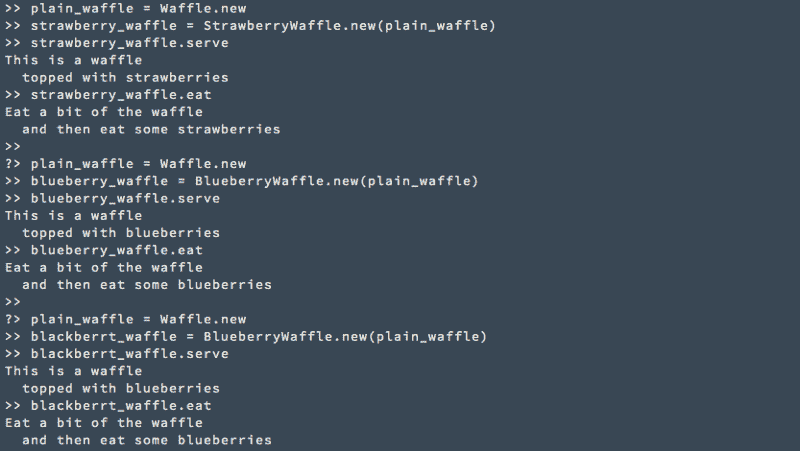 >> plain_waffle = Waffle.new
>> strawberry_waffle = StrawberryWaffle.new(plain_waffle)
>> strawberry_waffle.serve
This is a waffle
  topped with strawberries
>> strawberry_waffle.eat
Eat a bit of the waffle
  and then eat some strawberries
>>
?> plain_waffle = Waffle.new
>> blueberry_waffle = BlueberryWaffle.new(plain_waffle)
>> blueberry_waffle.serve
This is a waffle
  topped with blueberries
>> blueberry_waffle.eat
Eat a bit of the waffle
  and then eat some blueberries
>>
?> plain_waffle = Waffle.new
>> blackberrt_waffle = BlueberryWaffle.new(plain_waffle)
>> blackberrt_waffle.serve
This is a waffle
  topped with blueberries
>> blackberrt_waffle.eat
Eat a bit of the waffle
  and then eat some blueberries